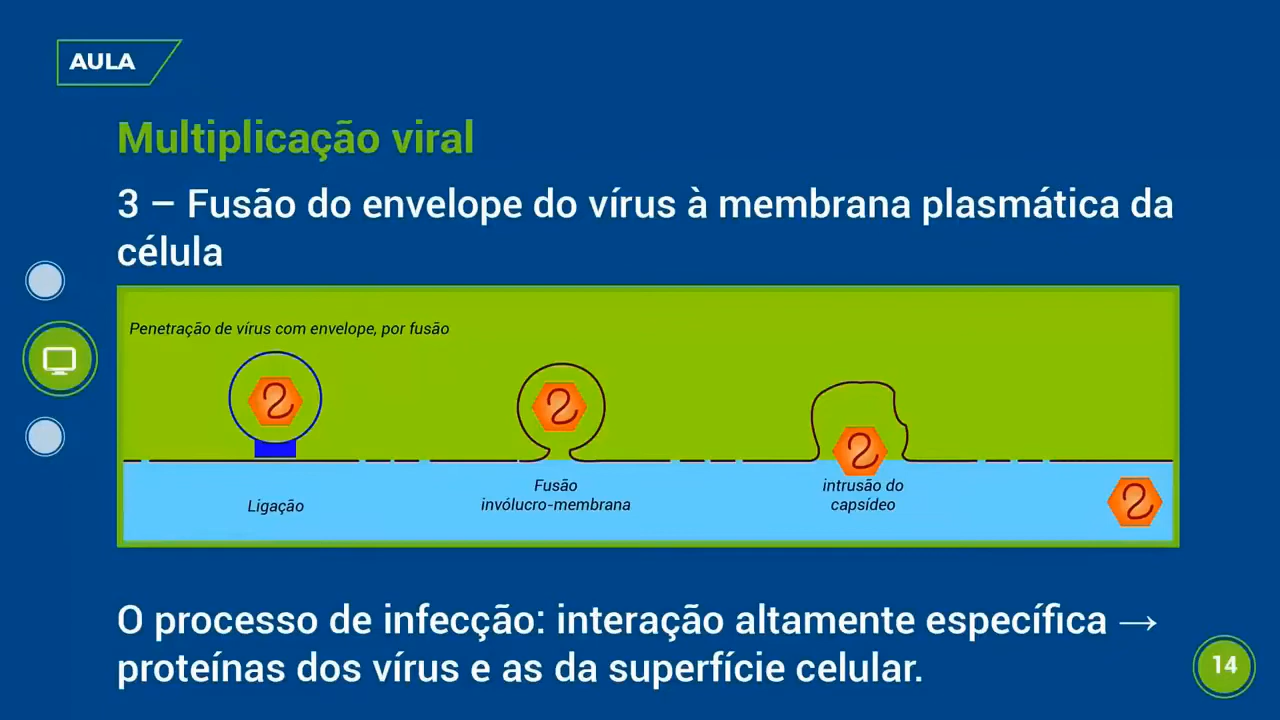 AULA
Multiplicação viral
3 – Fusão do envelope do vírus à membrana plasmática da
célula
Penetração de vírus com envelope, por fusão
Ligação
Fusão
invólucro-membrana
intrusão do
capsídeo
O processo de infecção: interação altamente específica →
proteínas dos vírus e as da superfície celular.
14